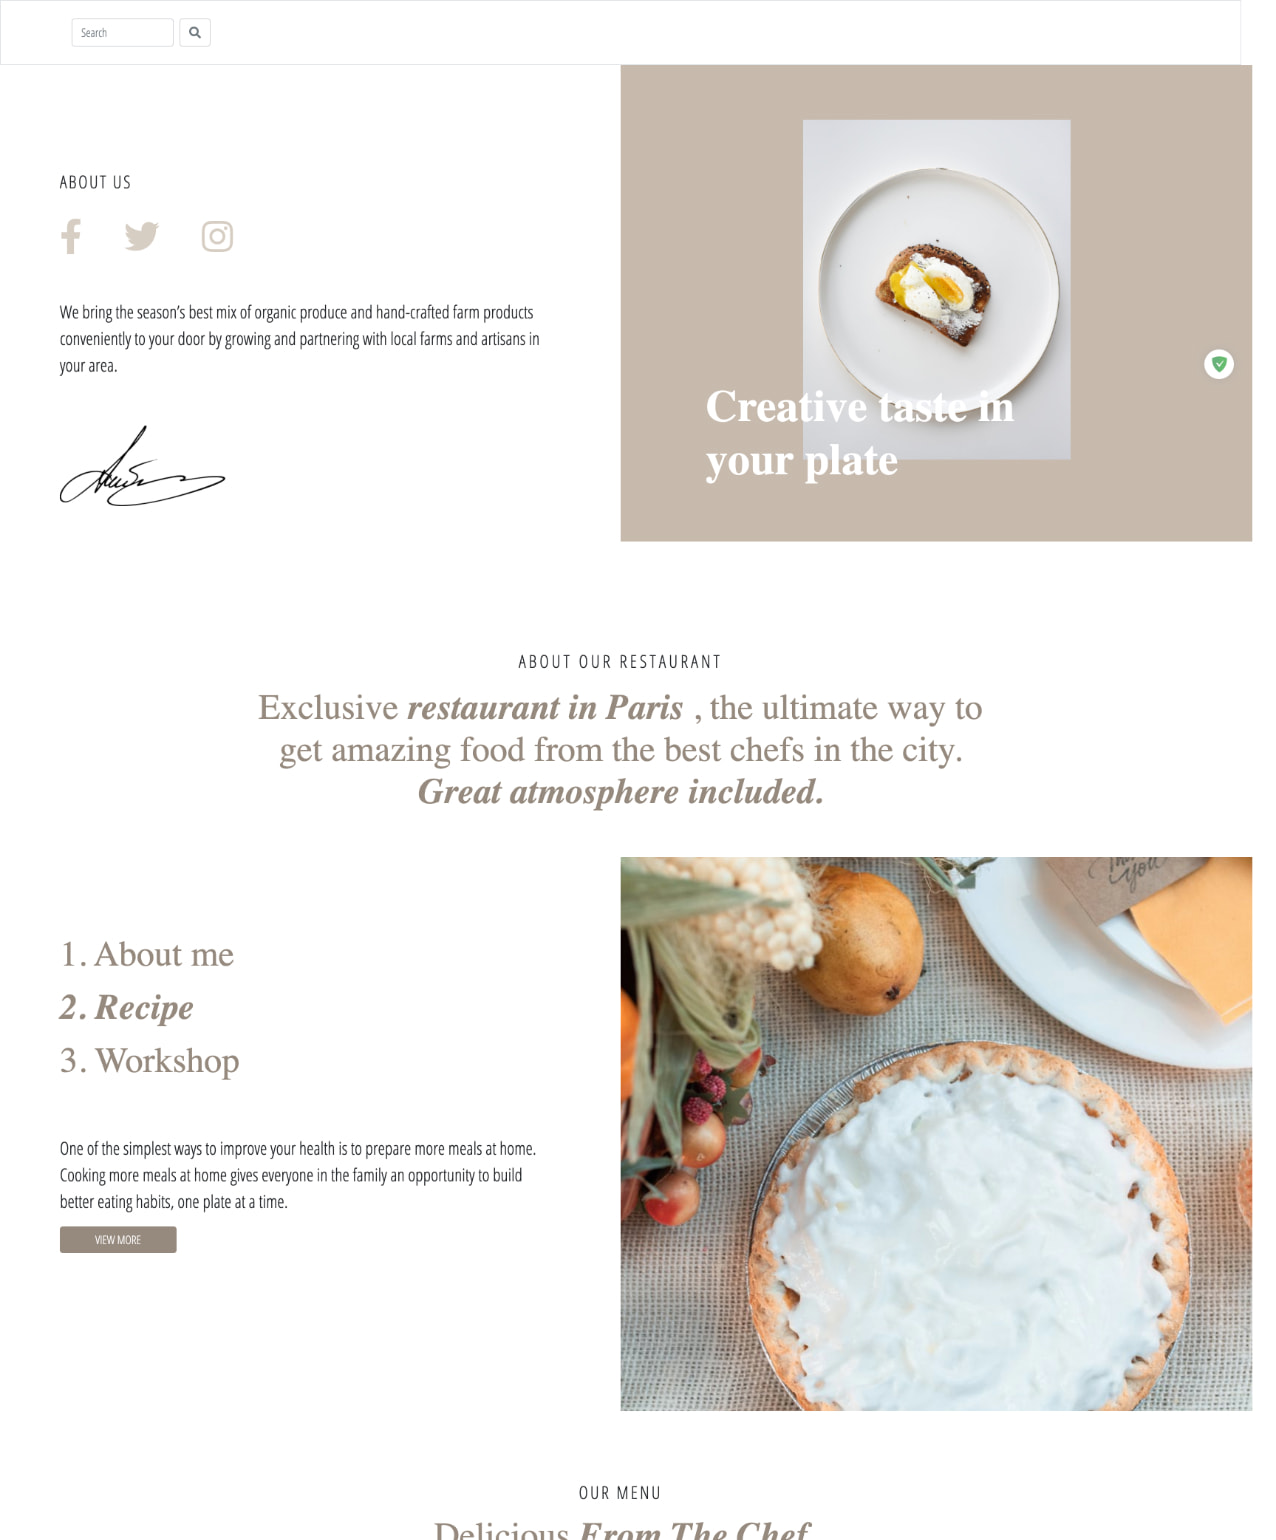 Search
ABOUT US
We bring the season’s best mix of organic produce and hand-crafted farm products
conveniently to your door by growing and partnering with local farms and artisans in
your area.
Creative taste in
your plate
ABOUT OUR RESTAURANT
Exclusive restaurant in Paris , the ultimate way to
get amazing food from the best chefs in the city.
Great atmosphere included.
1. About me
2. Recipe
3. Workshop
One of the simplest ways to improve your health is to prepare more meals at home.
Cooking more meals at home gives everyone in the family an opportunity to build
better eating habits, one plate at a time.
VIEW MORE
you
OUR MENU
Delicious From The Chef